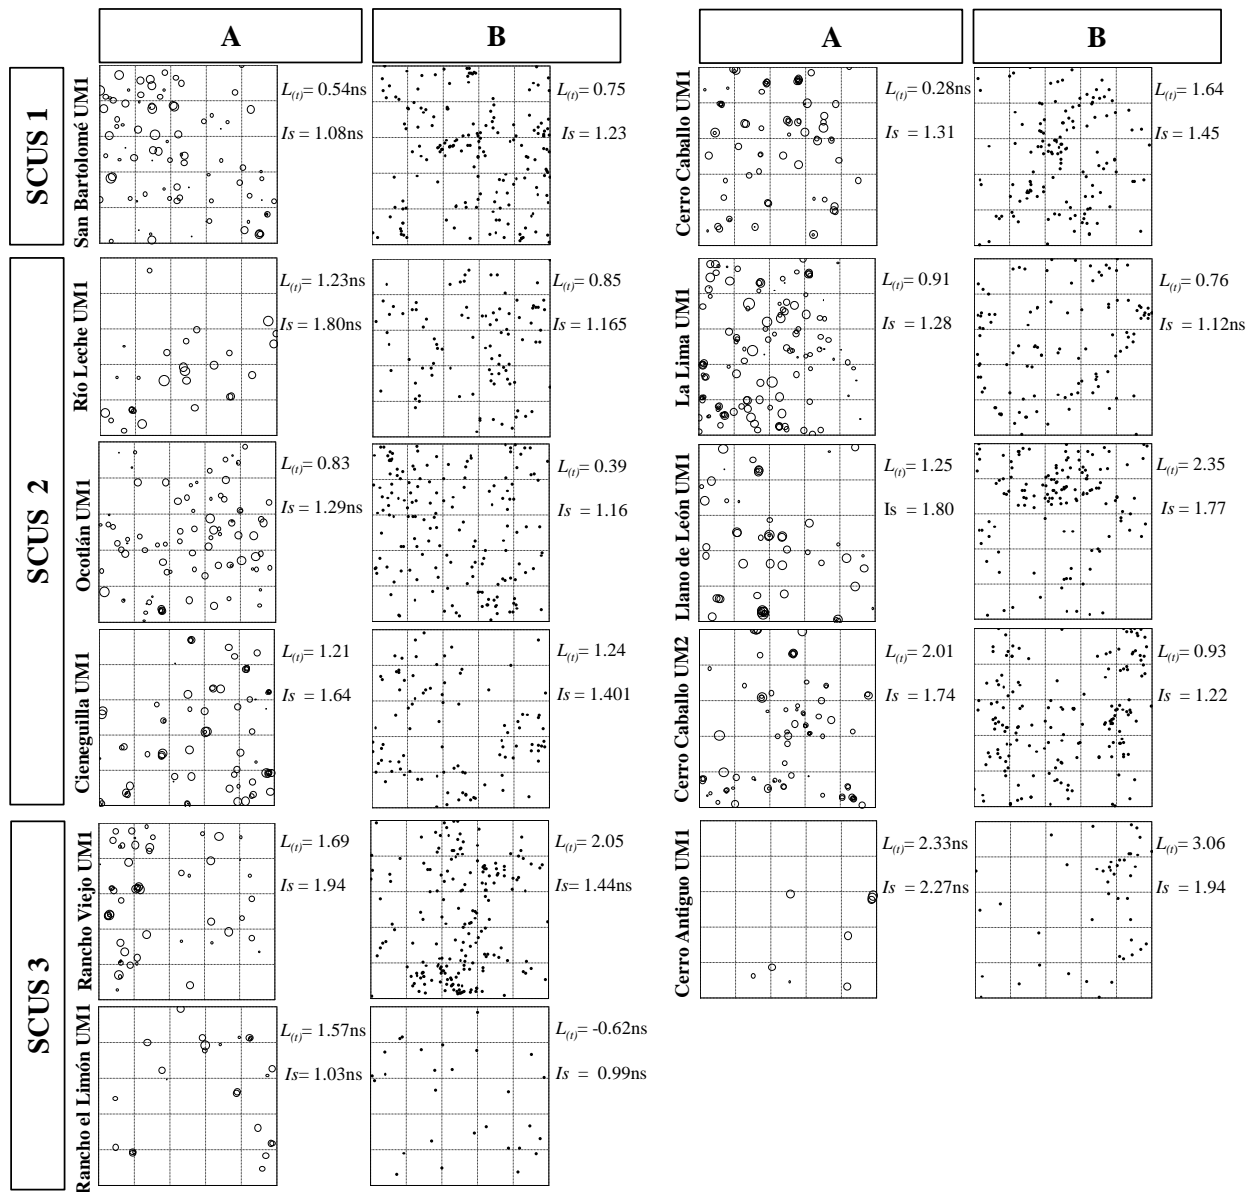 A
B
A
B
SCUS 1
San Bartolomé UM1
L(t)= 0.54ns
Is = 1.08ns
L(t)= 0.75
Is = 1.23
Cerro Caballo UM1
L(t)= 0.28ns
Is = 1.31
L(t)= 1.64
Is = 1.45
SCUS 2
Río Leche UM1
L(t)= 1.23ns
Is = 1.80ns
L(t)= 0.85
Is = 1.165
La Lima UM1
L(t)= 0.91
Is = 1.28
L(t)= 0.76
Is = 1.12ns
Ocotlán UM1
L(t)= 0.83
Is = 1.29ns
L(t)= 0.39
Is = 1.16
Llano de León UM1
L(t)= 1.25
Is = 1.80
L(t)= 2.35
Is = 1.77
Cieneguilla UM1
L(t)= 1.21
Is = 1.64
L(t)= 1.24
Is = 1.401
Cerro Caballo UM2
L(t)= 2.01
Is = 1.74
L(t)= 0.93
Is = 1.22
SCUS 3
Rancho Viejo UM1
L(t)= 1.69
Is = 1.94
L(t)= 2.05
Is= 1.44ns
Cerro Antiguo UM1
L(t)= 2.33ns
Is = 2.27ns
L(t)= 3.06
Is = 1.94
Rancho el Limón UM1
L(t)= 1.57ns
Is= 1.03ns
L(t)= -0.62ns
Is = 0.99ns